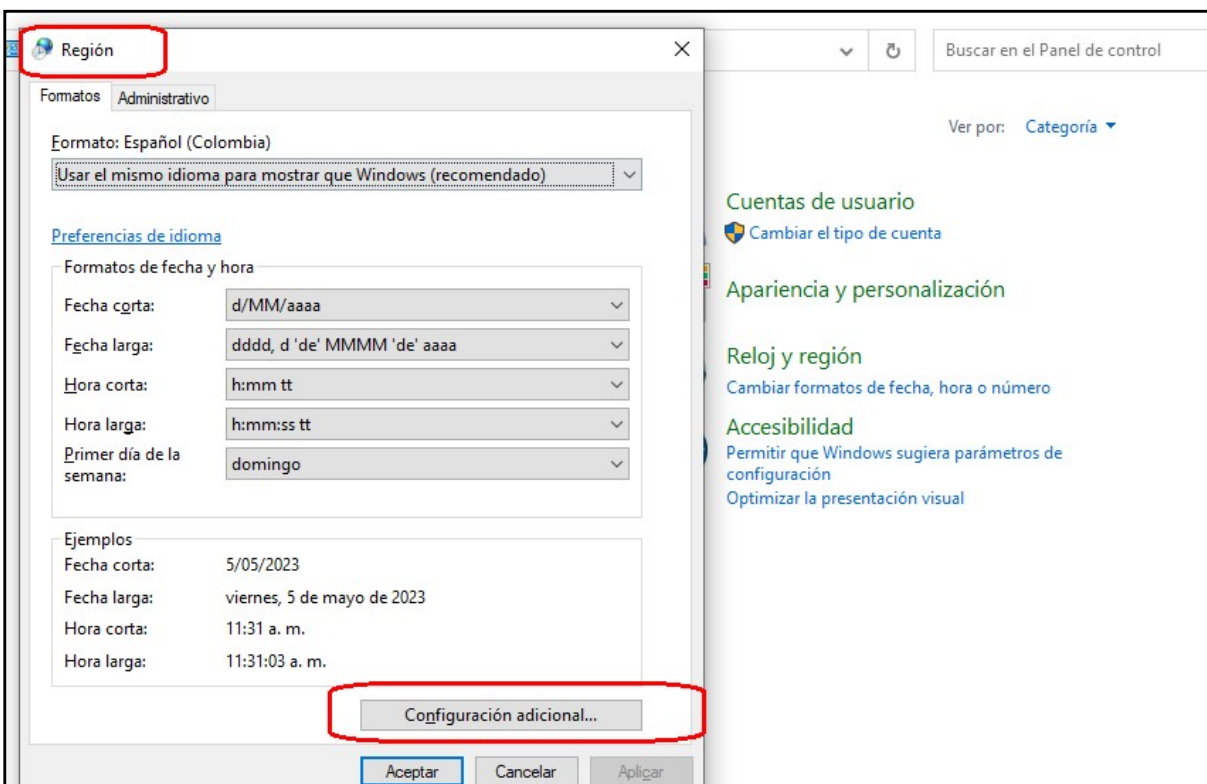 Región
Buscar en el Panel de control
Formatos
Administrativo
Ver por: Categoría
Formato: Español (Colombia)
Usar el mismo idioma para mostrar que Windows (recomendado)
Preferencias de idioma
Formatos de fecha y hora
Fecha corta: d/MM/aaaa
Fecha larga: dddd, d 'de' MMMM 'de' aaaa
Hora corta: h:mm tt
Hora larga: h:mm:ss tt
Primer día de la
semana:
domingo
Ejemplos
Fecha corta: 5/05/2023
Fecha larga: viernes, 5 de mayo de 2023
Hora corta: 11:31 a. m.
Hora larga: 11:31:03 a. m.
Configuración adicional...
Aceptar
Cancelar
Aplicar
Cuentas de usuario
Cambiar el tipo de cuenta
Apariencia y personalización
Reloj y región
Cambiar formatos de fecha, hora o número
Accesibilidad
Permitir que Windows sugiera parámetros de
configuración
Optimizar la presentación visual